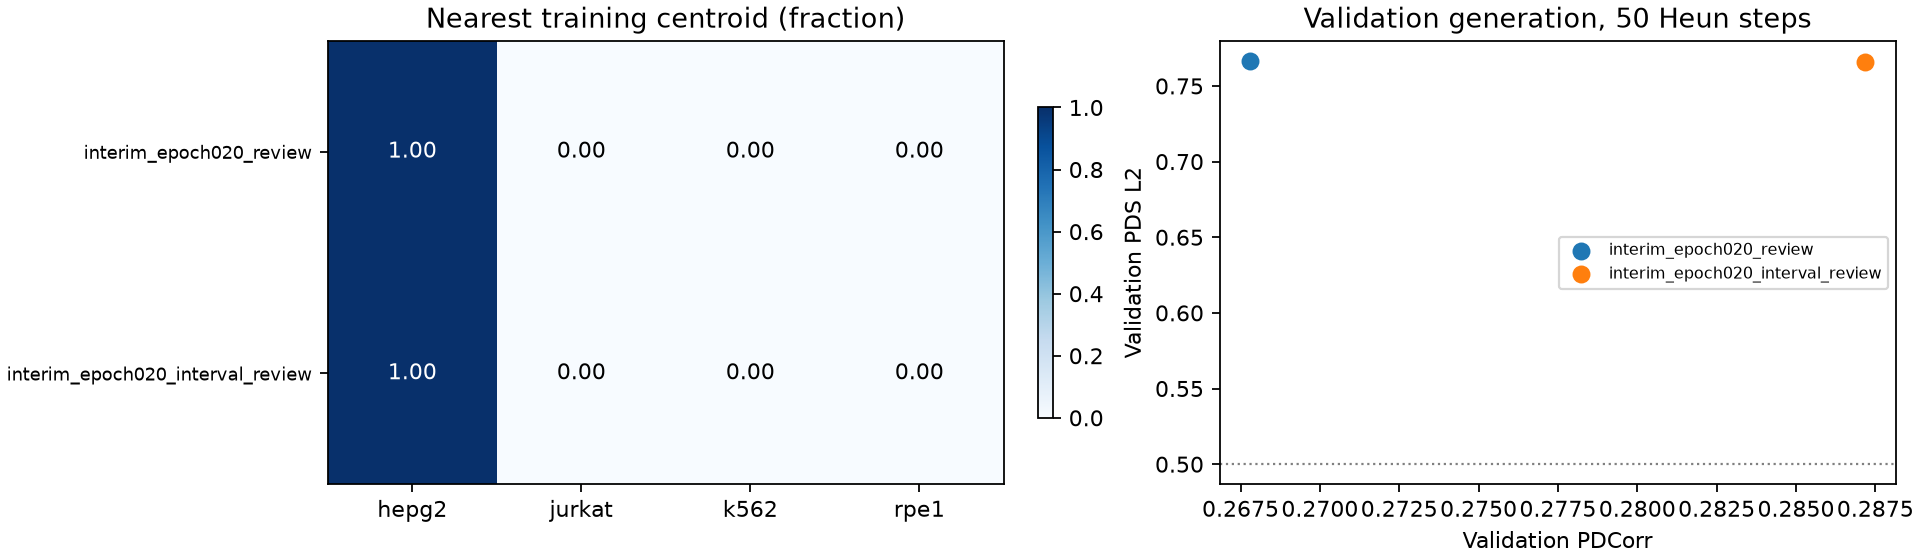 Nearest training centroid (fraction)
interim_epoch020_review
1.00 0.00 0.00 0.00
interim_epoch020_interval_review
1.00 0.00 0.00 0.00
hepg2 jurkat k562 rpe1
1.0
0.8
0.6
0.4
0.2
0.0
Validation generation, 50 Heun steps
Validation PDS L2
0.75
0.70
0.65
0.60
0.55
0.50
interim_epoch020_review
interim_epoch020_interval_review
0.2675 0.2700 0.2725 0.2750 0.2775 0.2800 0.2825 0.2850 0.2875
Validation PDCorr